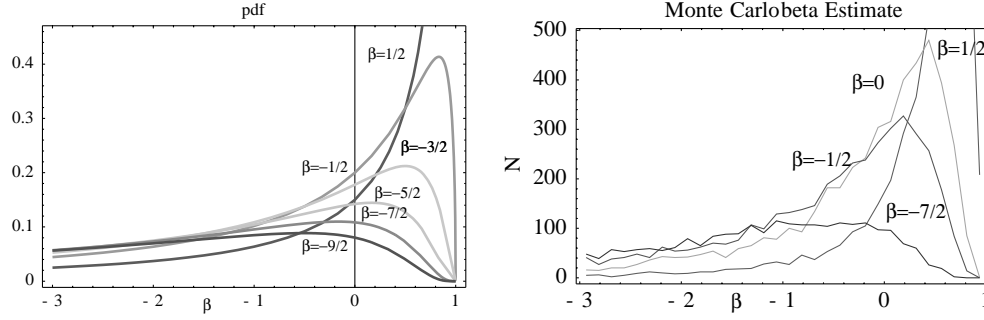 pdf
0.4
0.3
0.2
0.1
0
β=1/2
β=−3/2
β=−1/2
β=−5/2
β=−7/2
β=−9/2
- 3
- 2
- 1
0
1
β
Monte Carlobeta Estimate
500
400
300
200
100
0
N
β=1/2
β=0
β=−1/2
β=−7/2
- 3
- 2
β
- 1
0
1